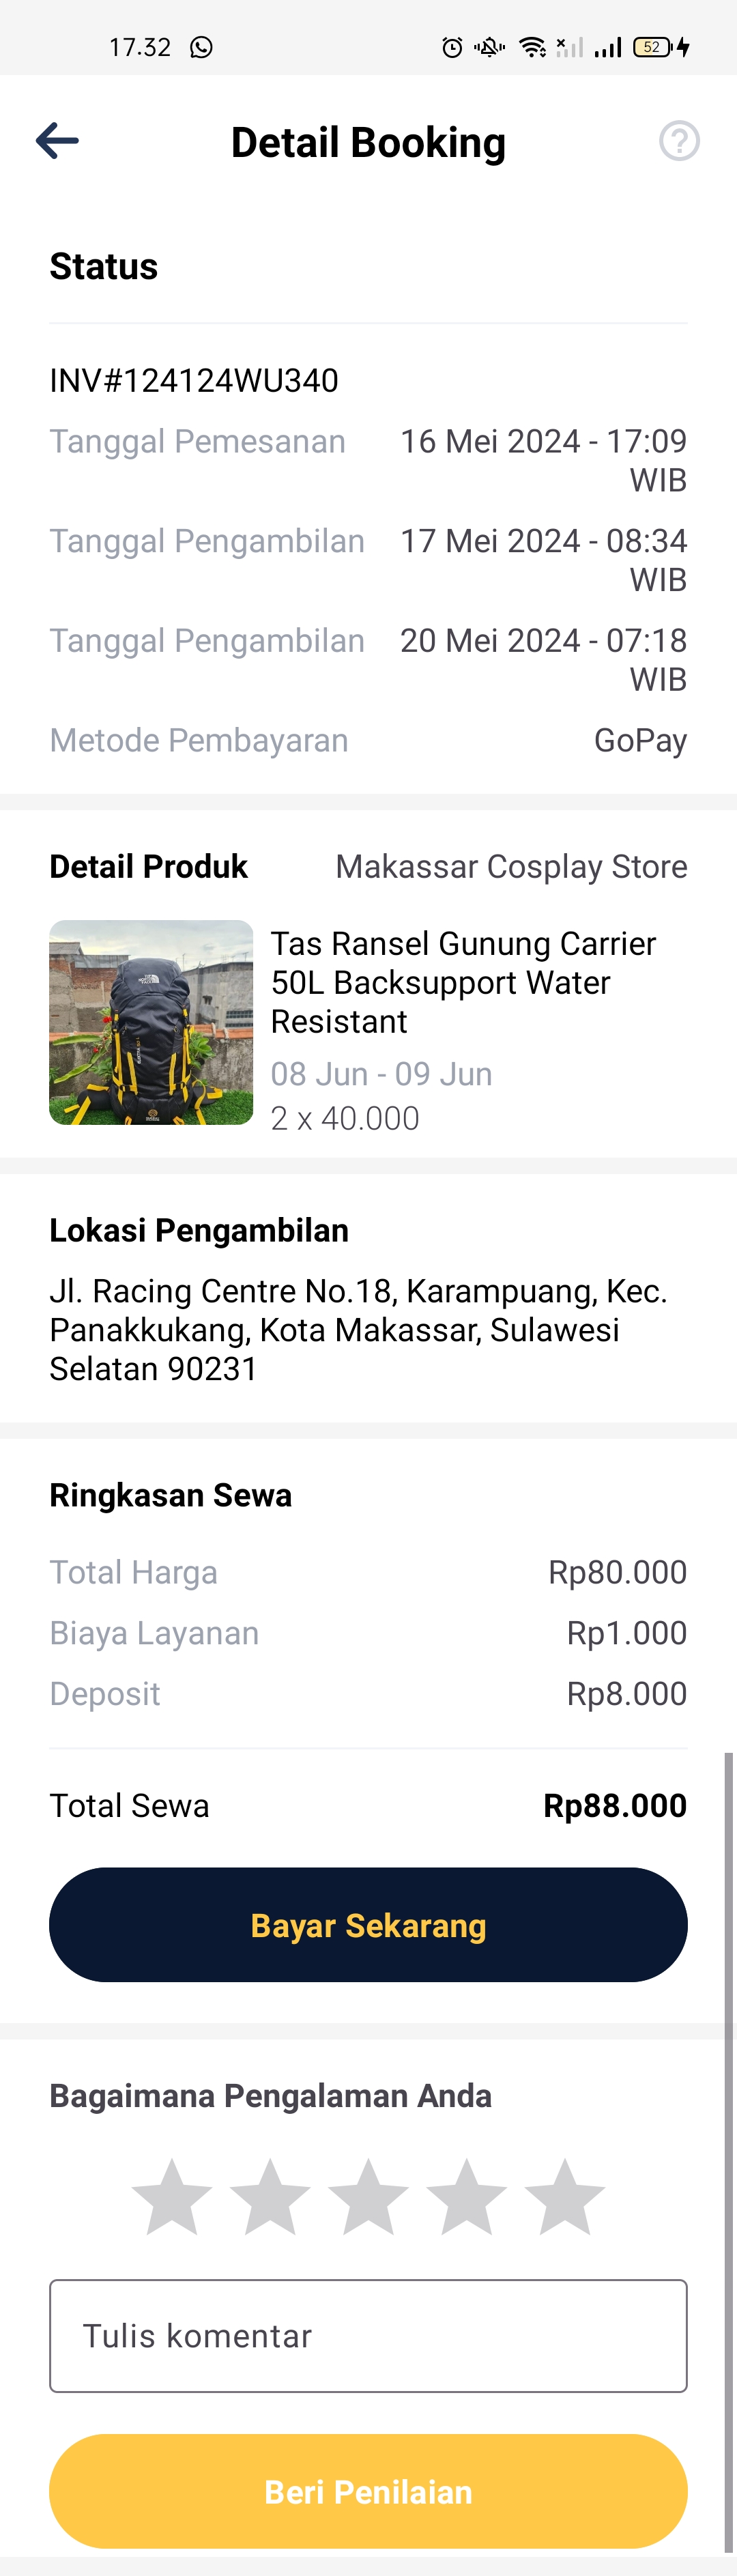 17.32
52
Detail Booking
Status
INV#124124WU340
Tanggal Pemesanan 16 Mei 2024 - 17:09
WIB
Tanggal Pengambilan 17 Mei 2024 - 08:34
WIB
Tanggal Pengambilan 20 Mei 2024 - 07:18
WIB
Metode Pembayaran GoPay
Detail Produk Makassar Cosplay Store
Tas Ransel Gunung Carrier
50L Backsupport Water
Resistant
08 Jun - 09 Jun
2 x 40.000
Lokasi Pengambilan
Jl. Racing Centre No.18, Karampuang, Kec.
Panakkukang, Kota Makassar, Sulawesi
Selatan 90231
Ringkasan Sewa
Total Harga Rp80.000
Biaya Layanan Rp1.000
Deposit Rp8.000
Total Sewa Rp88.000
Bayar Sekarang
Bagaimana Pengalaman Anda
Tulis komentar
Beri Penilaian